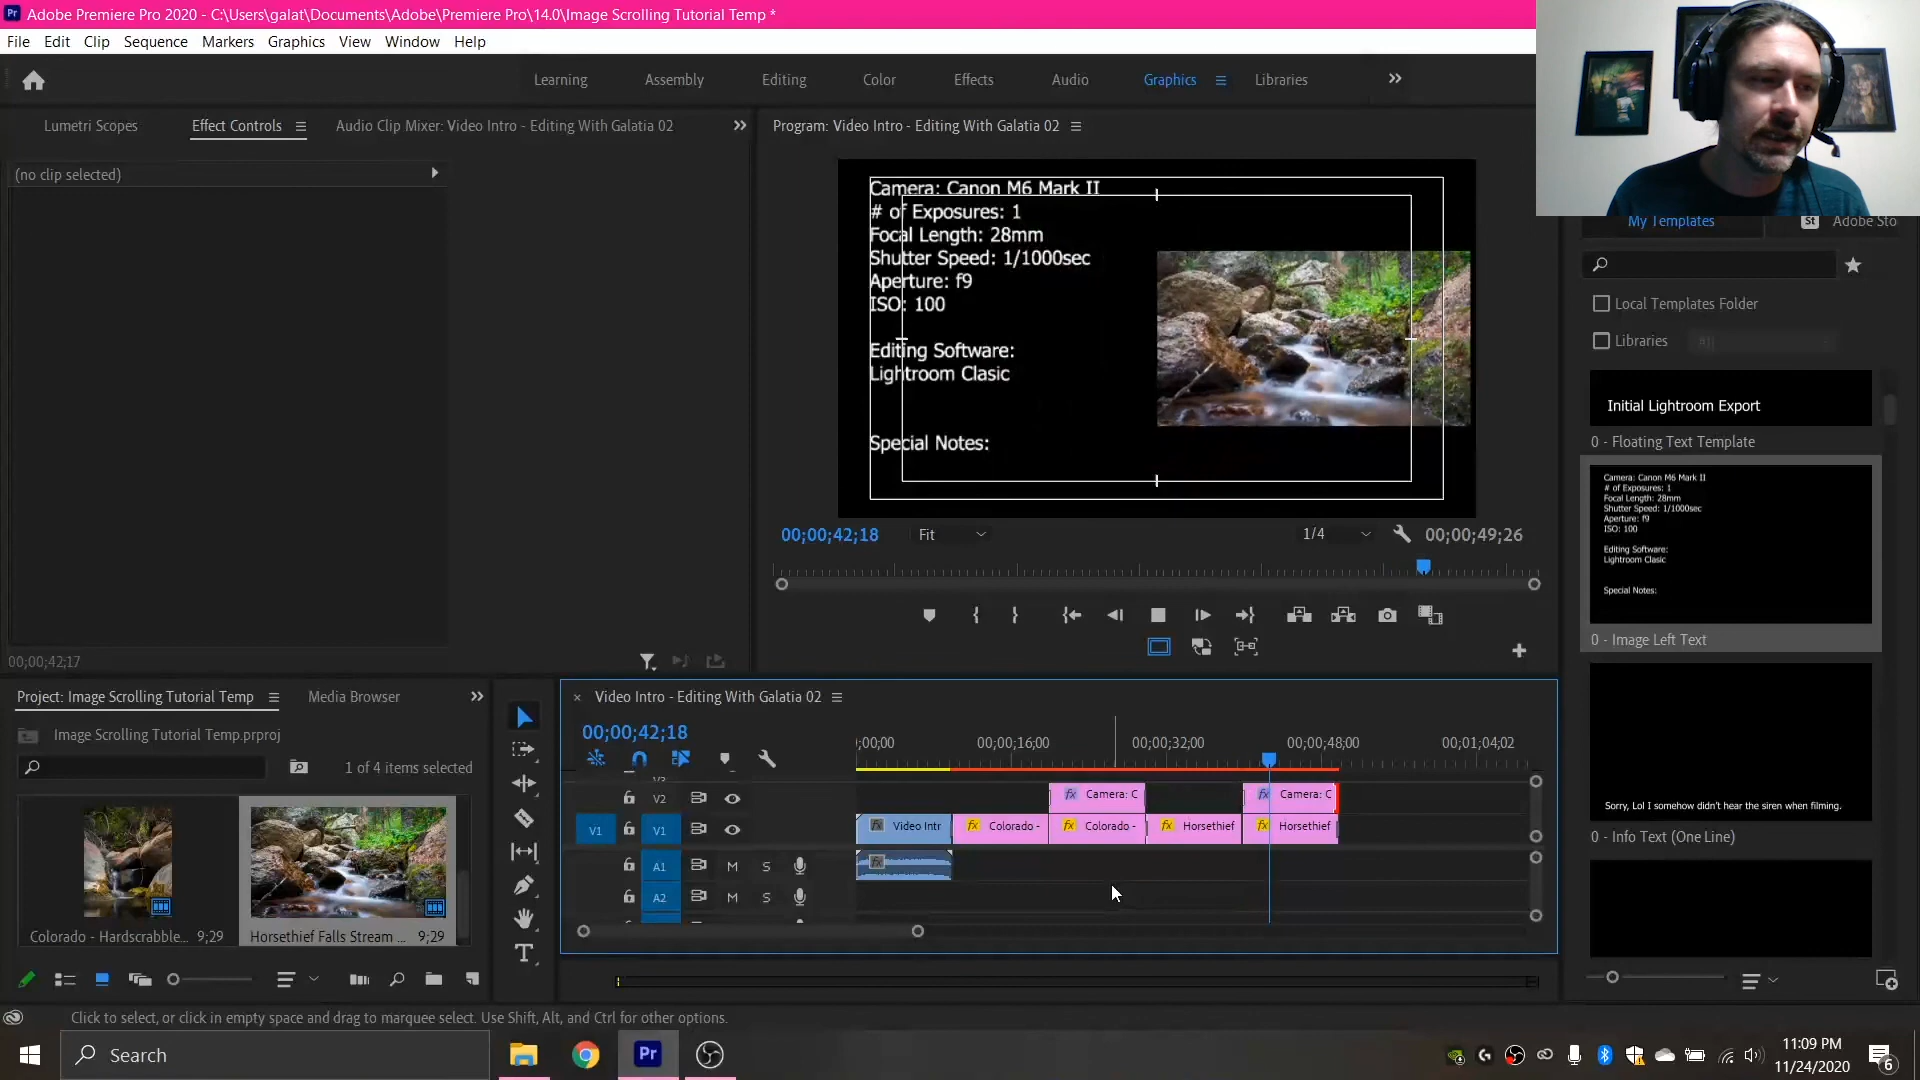 Adobe Premiere Pro 2020 - C:\Users\galat\Documents\Adobe\Premiere Pro\14.0\Image Scrolling Tutorial Temp *
File Edit Clip Sequence Markers Graphics View Window Help
Learning Assembly Editing Color Effects Audio Graphics Libraries
Lumetri Scopes Effect Controls Audio Clip Mixer: Video Intro - Editing With Galatia 02
(no clip selected)
00;00;42;17
Program: Video Intro - Editing With Galatia 02
Camera: Canon M6 Mark II
# of Exposures: 1
Focal Length: 28mm
Shutter Speed: 1/1000sec
Aperture: f9
ISO: 100
Editing Software:
Lightroom Clasic
Special Notes:
00;00;42;18 Fit 1/4 00;00;49;26
My Templates St Adobe Sto
Local Templates Folder
Libraries
Initial Lightroom Export
0 - Floating Text Template
Camera: Canon M6 Mark II
# of Exposures: 1
Focal Length: 28mm
Shutter Speed: 1/1000sec
Aperture: f9
ISO: 100
Editing Software:
Lightroom Clasic
Special Notes:
0 - Image Left Text
Sorry, Lol I somehow didn't hear the siren when filming.
0 - Info Text (One Line)
Project: Image Scrolling Tutorial Temp Media Browser
Image Scrolling Tutorial Temp.prproj
1 of 4 items selected
Colorado - Hardscrabble... 9;29 Horsethief Falls Stream ... 9;29
Video Intro - Editing With Galatia 02
00;00;42;18
;00;00 00;00;16;00 00;00;32;00 00;00;48;00 00;01;04;02
V3
V2 fx Camera: C fx Camera: C
V1 V1 fx Video Intr fx Colorado - fx Colorado - fx Horsethief fx Horsethief
A1 M S fx
A2 M S
Click to select, or click in empty space and drag to marquee select. Use Shift, Alt, and Ctrl for other options.
Search
Pr
11:09 PM
11/24/2020
6